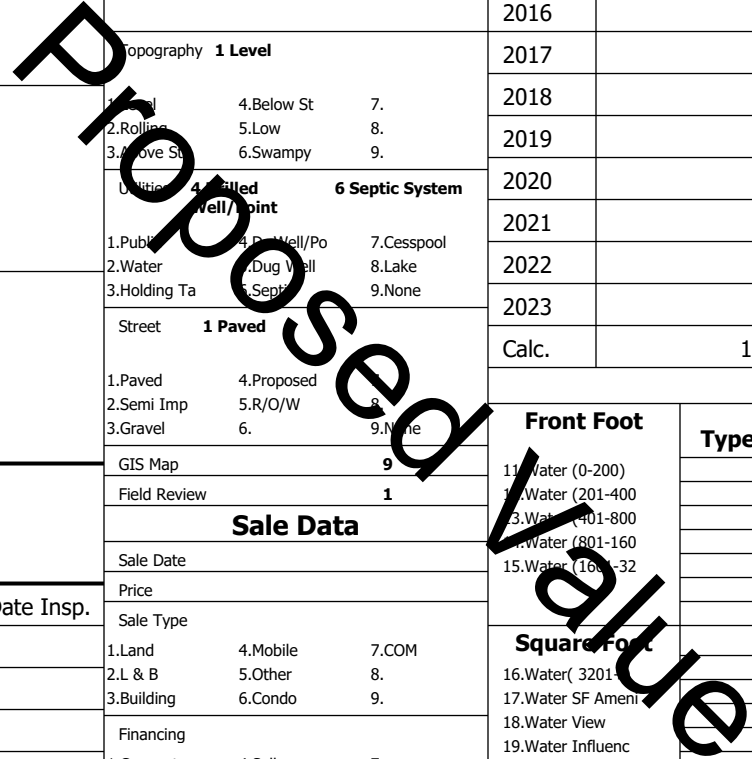 2016
Topography 1 Level
2017
2018
1.Level 4.Below St 7.
2.Rolling 5.Low 8.
3.Above St 6.Swampy 9.
2019
2020
Utilities 4 Drilled Well/Point 6 Septic System
2021
1.Public 4.Dr Well/Po 7.Cesspool
2.Water 5.Dug Well 8.Lake
3.Holding Ta 6.Septic 9.None
2022
2023
Street 1 Paved
Calc. 1
1.Paved 4.Proposed 7.
2.Semi Imp 5.R/O/W 8.
3.Gravel 6. 9.None
GIS Map 9
Field Review 1
Sale Data
Sale Date
Price
Date Insp.
Sale Type
1.Land 4.Mobile 7.COM
2.L & B 5.Other 8.
3.Building 6.Condo 9.
Financing
Front Foot
Type
11.Water (0-200)
12.Water (201-400
13.Water (401-800
14.Water (801-160
15.Water (1601-32
Square Foot
16.Water( 3201-
17.Water SF Ameni
18.Water View
19.Water Influenc
Proposed Value